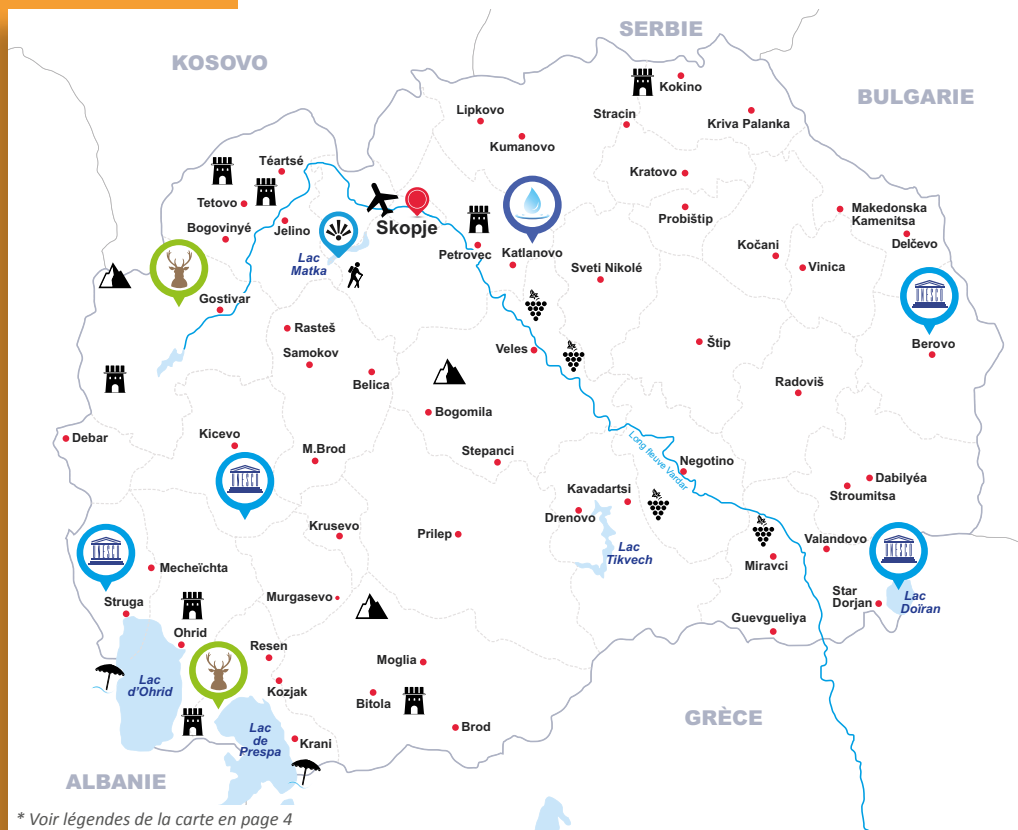 SERBIE
KOSOVO
BULGARIE
Kokino
Lipkovo
Stracin
Kriva Palanka
Kumanovo
Téartsé
Kratovo
Tetovo
Makedonska
Kamenitsa
Probištip
Bogovinyé
Jelino
Skopje
Delčevo
Kočani
Petrovec
Katlanovo
Lac
Matka
Sveti Nikolé
Vinica
UNESCO
Gostivar
Rasteš
Samokov
Veles
Štip
Berovo
Belica
Radoviš
Bogomila
Debar
Kicevo
M.Brod
Stepanci
Long fleuve Vardar
Negotino
UNESCO
Dabilyéa
Kavadartsi
Stroumitsa
Drenovo
Krusevo
Prilep
Lac
Tikvech
Valandovo
UNESCO
UNESCO
Mecheïchta
Miravci
Struga
Murgasevo
Star
Dorjan
Lac
Doïran
Guevgueliya
Ohrid
Resen
Moglia
Lac
d'Ohrid
Kozjak
Bitola
GRÈCE
Lac
de
Prespa
Brod
Krani
ALBANIE
* Voir légendes de la carte en page 4